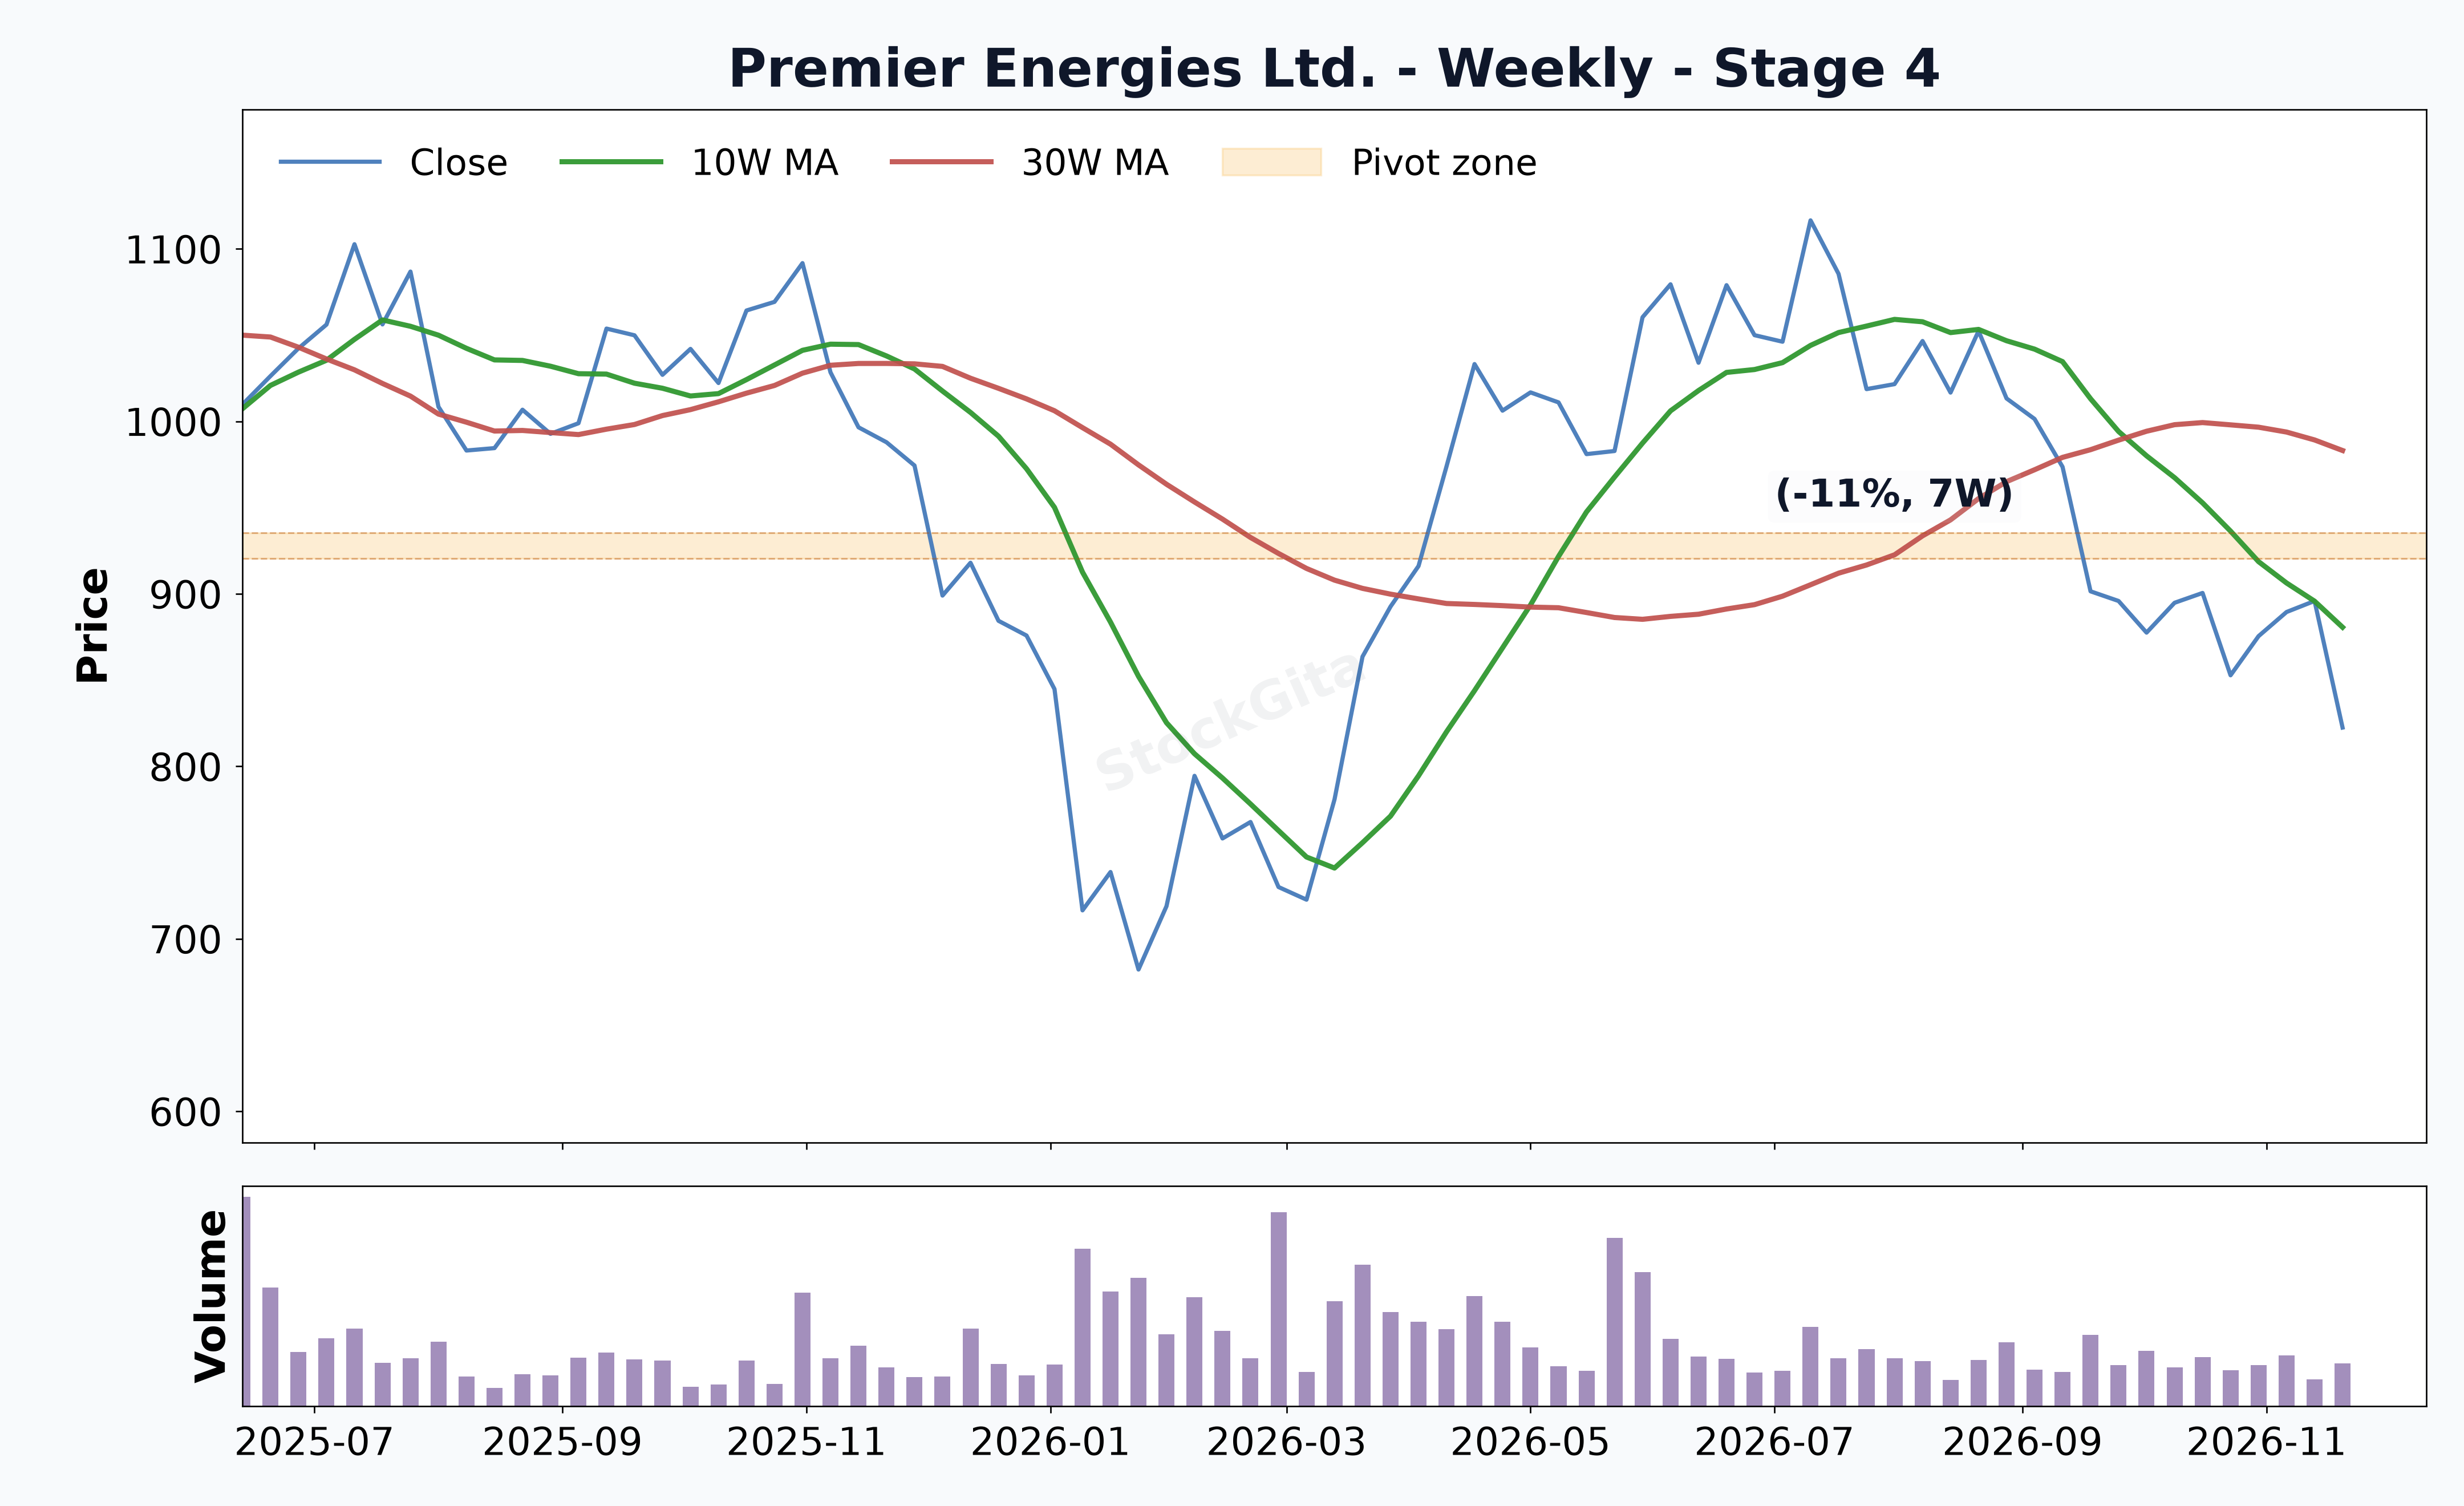 Premier Energies Ltd. - Weekly - Stage 4
Close 10W MA 30W MA Pivot zone
1100
1000
900
800
700
600
Price
(-11%, 7W)
StockGita
Volume
2025-07 2025-09 2025-11 2026-01 2026-03 2026-05 2026-07 2026-09 2026-11